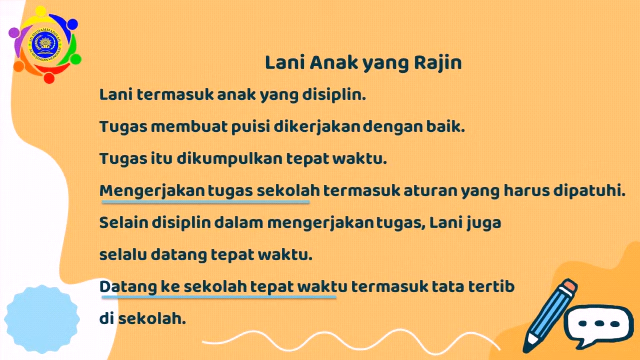 Lani Anak yang Rajin
Lani termasuk anak yang disiplin.
Tugas membuat puisi dikerjakan dengan baik.
Tugas itu dikumpulkan tepat waktu.
Mengerjakan tugas sekolah termasuk aturan yang harus dipatuhi.
Selain disiplin dalam mengerjakan tugas, Lani juga
selalu datang tepat waktu.
Datang ke sekolah tepat waktu termasuk tata tertib
di sekolah.